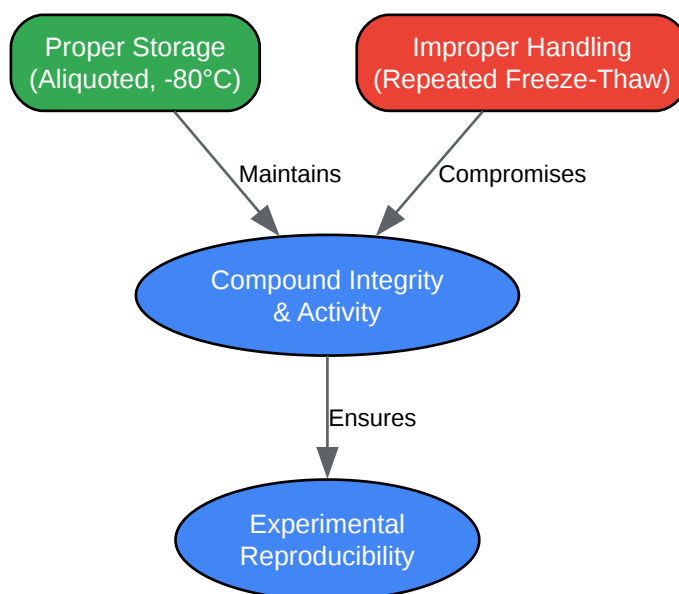 Proper Storage
(Aliquoted, -80°C)
Improper Handling
(Repeated Freeze-Thaw)
Maintains
Compromises
Compound Integrity
& Activity
Ensures
Experimental
Reproducibility